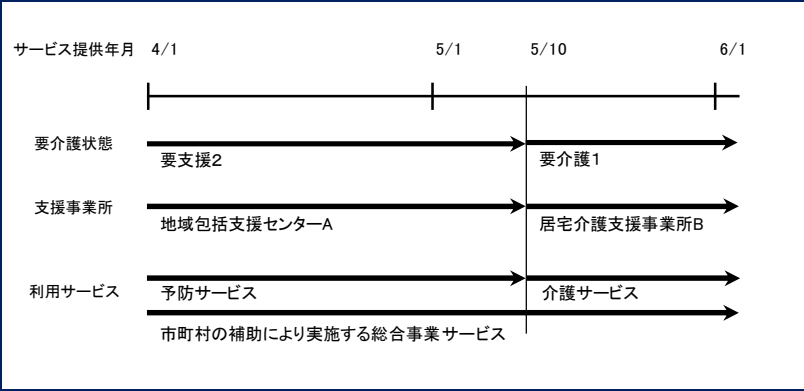 サービス提供年月 4/1 5/1 5/10 6/1
要介護状態
要支援2 要介護1
支援事業所
地域包括支援センターA 居宅介護支援事業所B
利用サービス
予防サービス 介護サービス
市町村の補助により実施する総合事業サービス